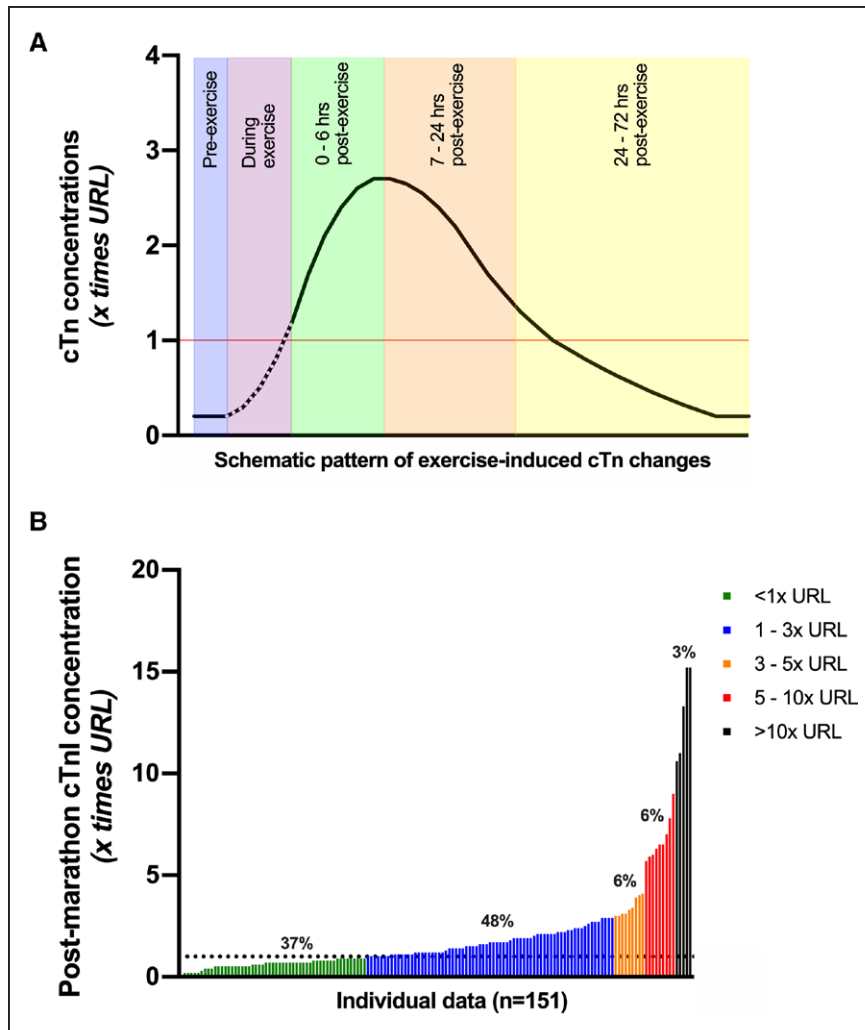 A
4
3
2
1
0
cTn concentrations
(x times URL)
Pre-exercise
During
exercise
0 - 6 hrs
post-exercise
7 - 24 hrs
post-exercise
24 - 72 hrs
post-exercise
Schematic pattern of exercise-induced cTn changes
B
20
15
10
5
0
Post-marathon cTnI concentration
(x times URL)
37%
48%
6%
6%
3%
<1x URL
1 - 3x URL
3 - 5x URL
5 - 10x URL
>10x URL
Individual data (n=151)